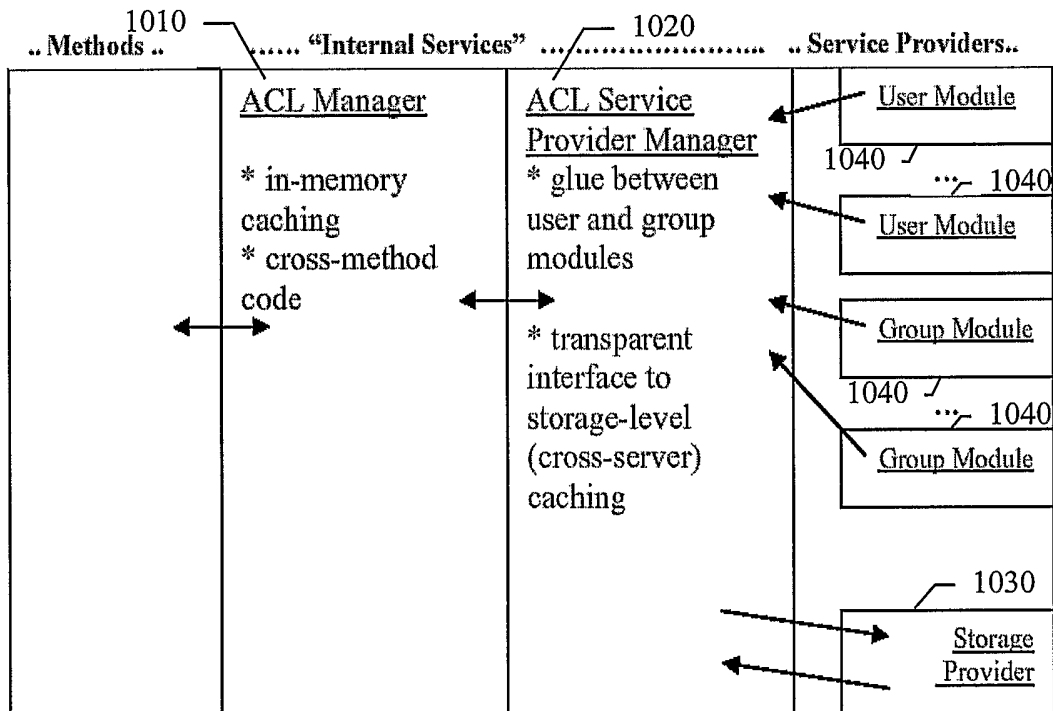 1010
1020
.. Methods .. ...... “Internal Services” ........................ .. Service Providers..
ACL Manager
* in-memory
caching
* cross-method
code
ACL Service
Provider Manager
* glue between
user and group
modules
* transparent
interface to
storage-level
(cross-server)
caching
User Module
1040
... 1040
User Module
Group Module
1040
... 1040
Group Module
1030
Storage
Provider